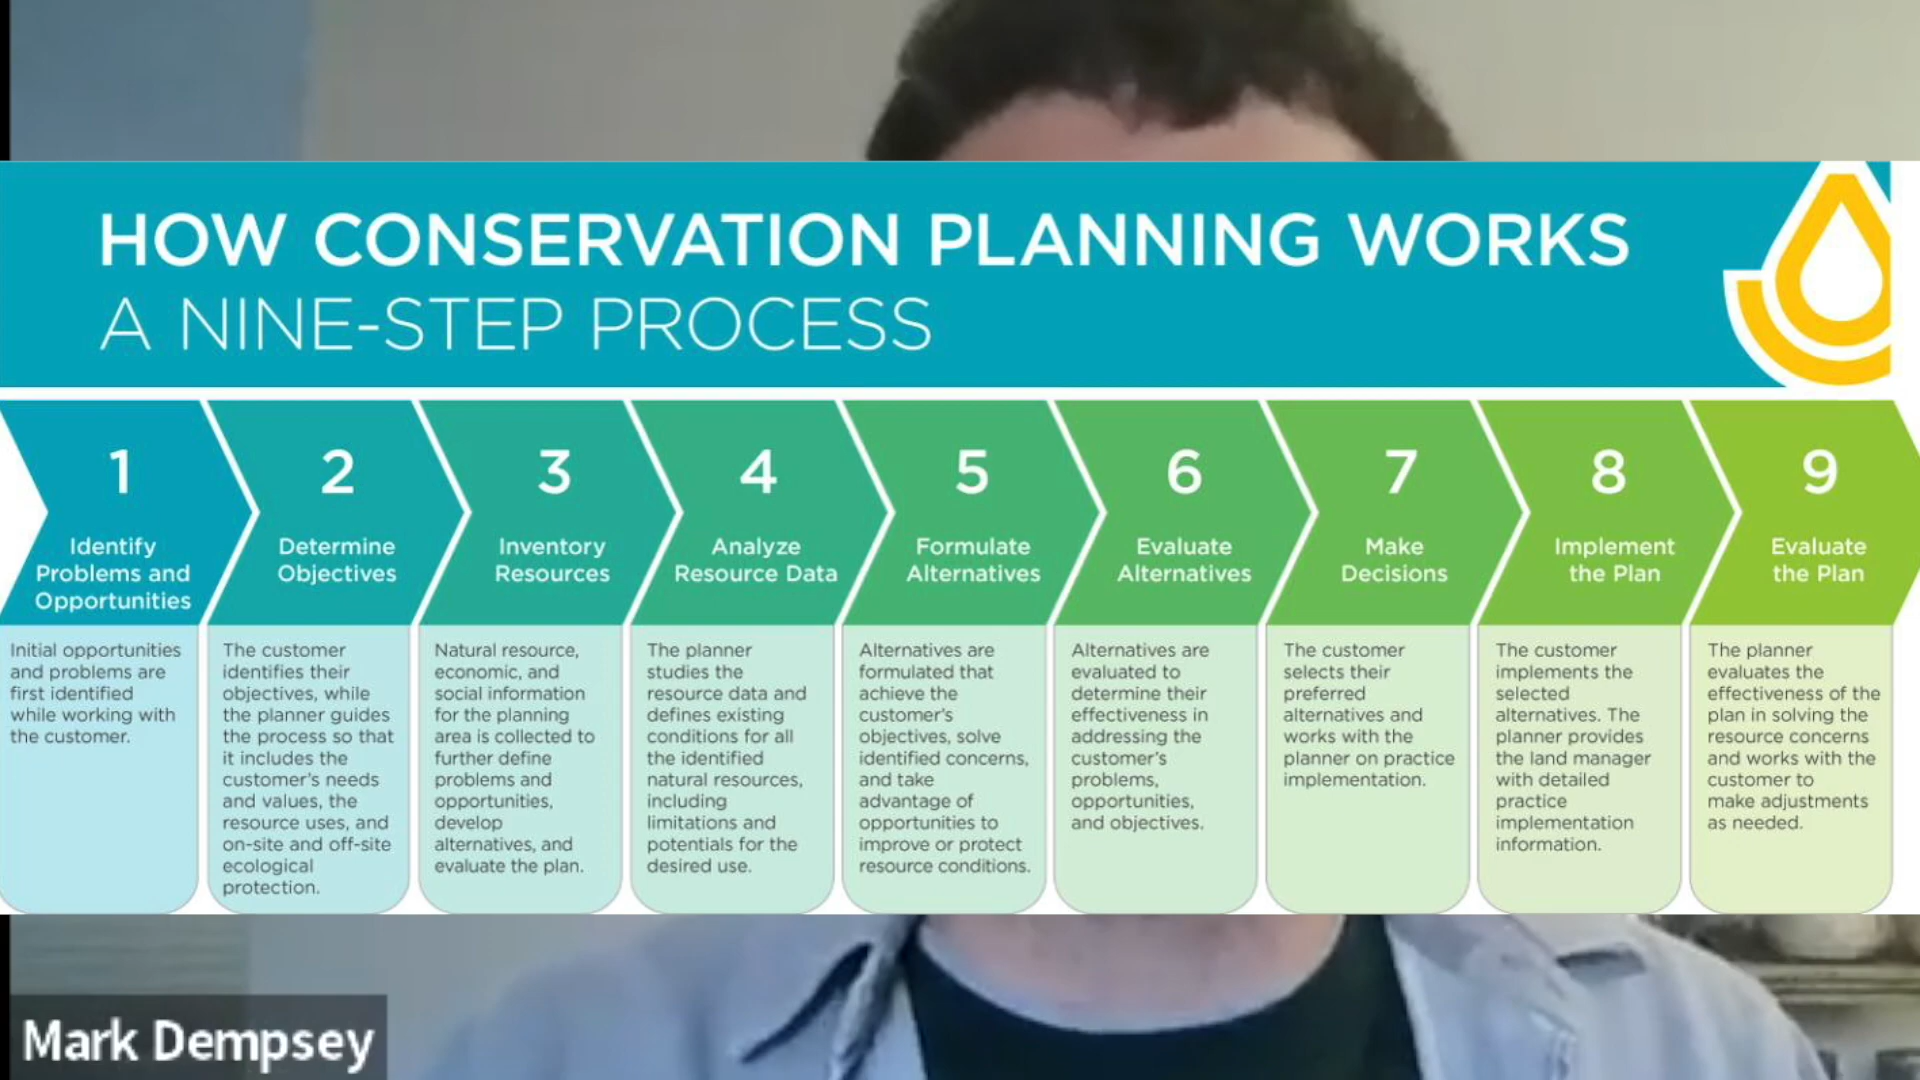 HOW CONSERVATION PLANNING WORKS
A NINE-STEP PROCESS
1
Identify
Problems and
Opportunities
Initial opportunities
and problems are
first identified
while working with
the customer.
2
Determine
Objectives
The customer
identifies their
objectives, while
the planner guides
the process so that
it includes the
customer's needs
and values, the
resource uses, and
on-site and off-site
ecological
protection.
3
Inventory
Resources
Natural resource,
economic, and
social information
for the planning
area is collected to
further define
problems and
opportunities,
develop
alternatives, and
evaluate the plan.
4
Analyze
Resource Data
The planner
studies the
resource data and
defines existing
conditions for all
the identified
natural resources,
including
limitations and
potentials for the
desired use.
5
Formulate
Alternatives
Alternatives are
formulated that
achieve the
customer's
objectives, solve
identified concerns,
and take
advantage of
opportunities to
improve or protect
resource conditions.
6
Evaluate
Alternatives
Alternatives are
evaluated to
determine their
effectiveness in
addressing the
customer's
problems,
opportunities,
and objectives.
7
Make
Decisions
The customer
selects their
preferred
alternatives and
works with the
planner on practice
implementation.
8
Implement
the Plan
The customer
implements the
selected
alternatives. The
planner provides
the land manager
with detailed
practice
implementation
information.
9
Evaluate
the Plan
The planner
evaluates the
effectiveness of the
plan in solving the
resource concerns
and works with the
customer to
make adjustments
as needed.
Mark Dempsey